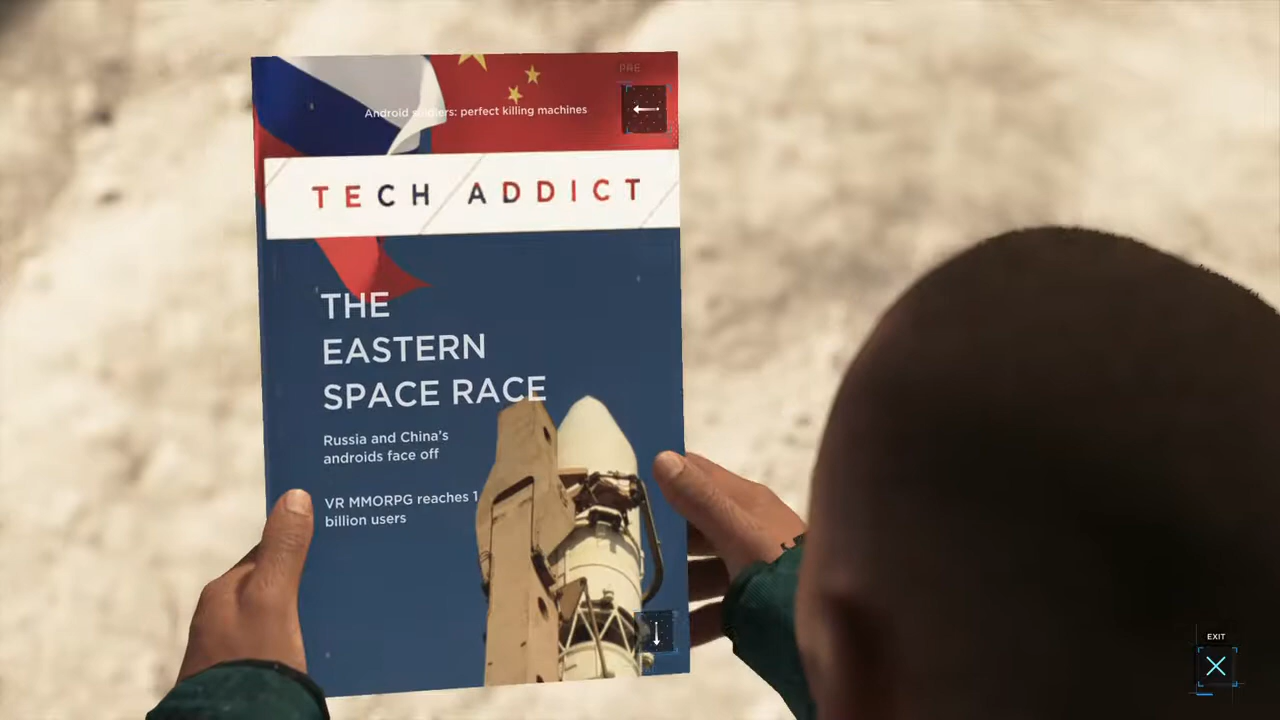 PRE
Android soldiers: perfect killing machines
TECH ADDICT
THE
EASTERN
SPACE RACE
Russia and China's
androids face off
VR MMORPG reaches 1
billion users
EXIT